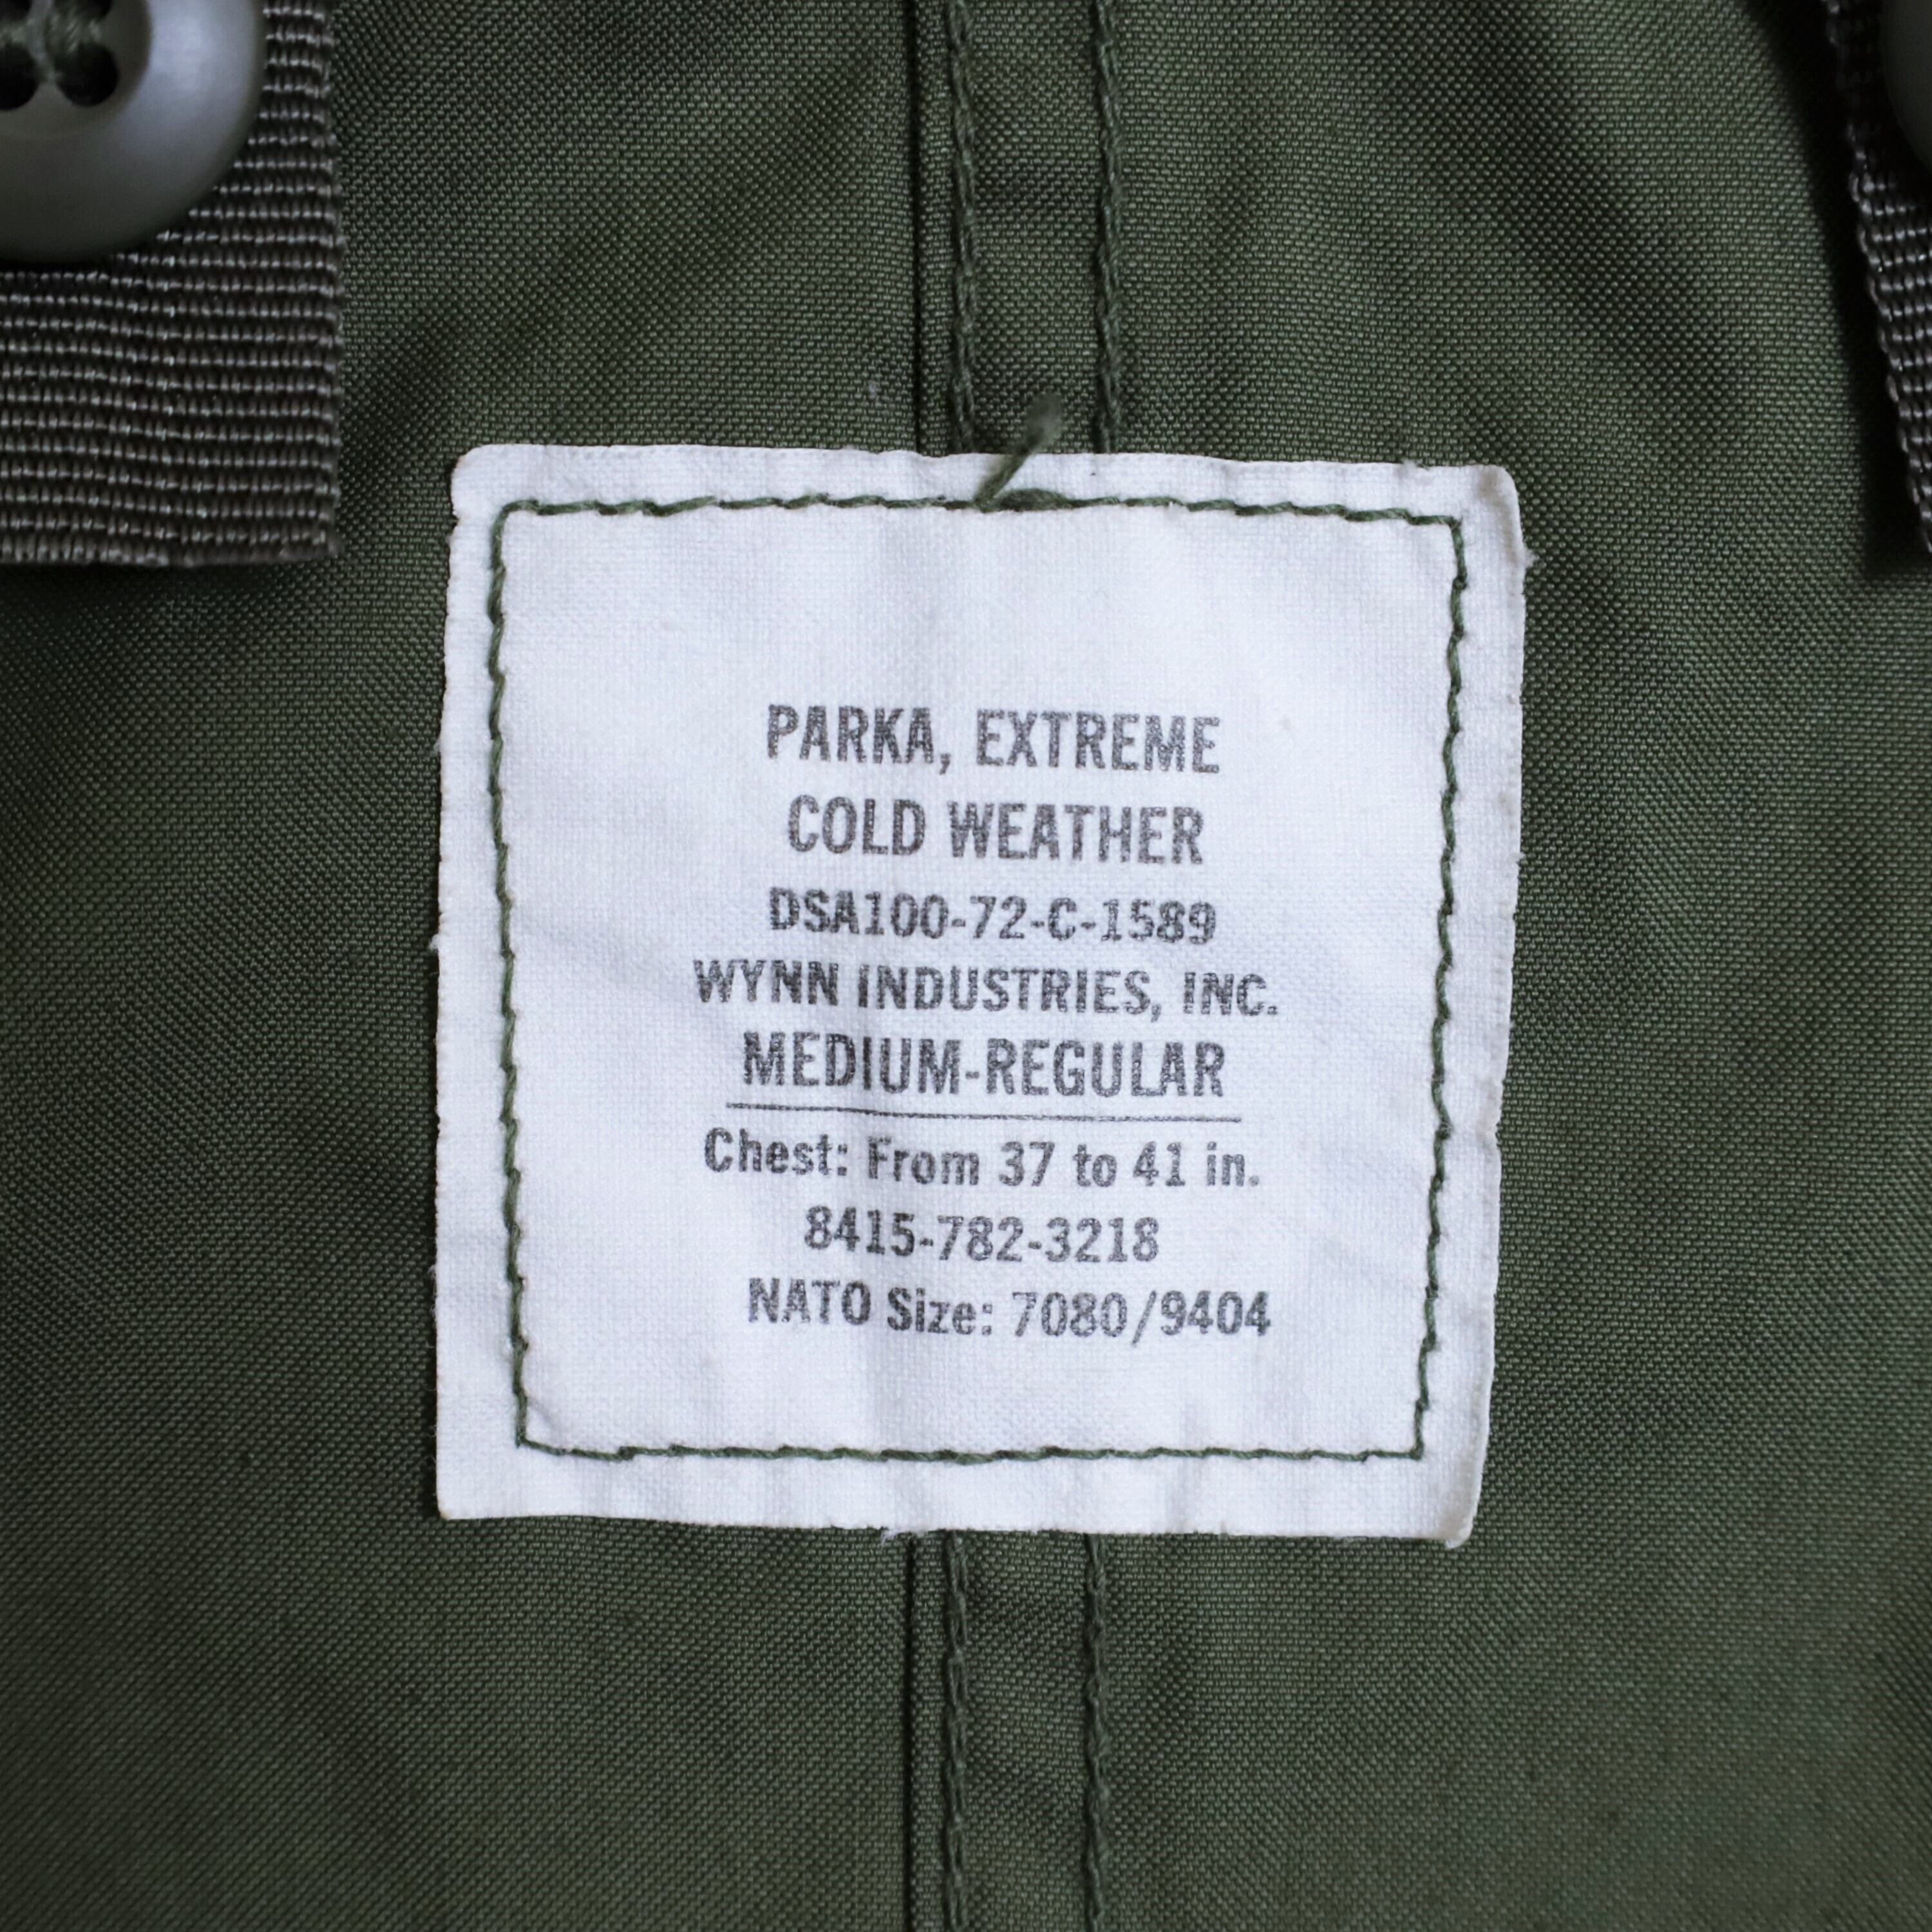 PARKA, EXTREME
COLD WEATHER
DSA100-72-C-1589
WYNN INDUSTRIES, INC.
MEDIUM-REGULAR
Chest: From 37 to 41 in.
8415-782-3218
NATO Size: 7080/9404